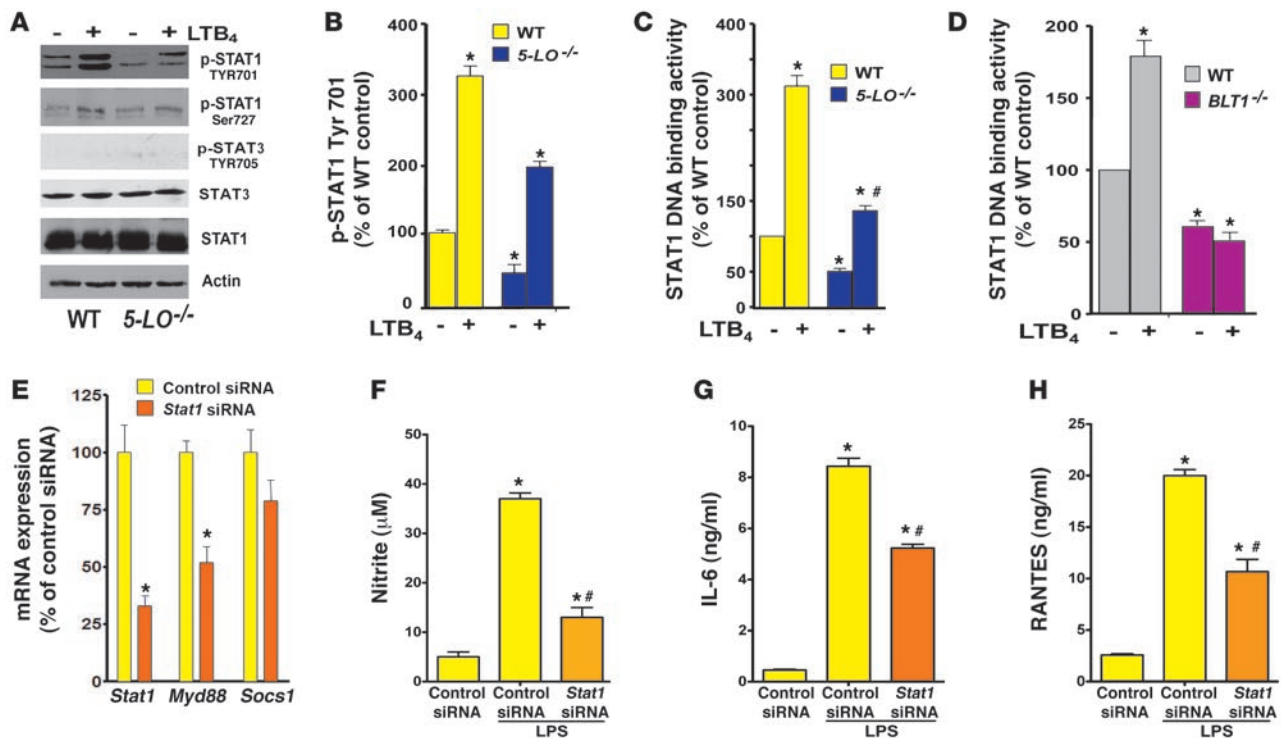 A
- + - + LTB4
p-STAT1
TYR701
p-STAT1
Ser727
p-STAT3
TYR705
STAT3
STAT1
Actin
WT 5-LO-/-
B
WT
5-LO-/-
p-STAT1 Tyr 701
(% of WT control)
400
300
200
100
0
* * *
LTB4 - + - +
C
WT
5-LO-/-
STAT1 DNA binding activity
(% of WT control)
300
150
100
50
0
* * * #
LTB4 - + - +
D
WT
BLT1-/-
STAT1 DNA binding activity
(% of WT control)
200
150
100
50
0
* * *
LTB4 - + - +
E
Control siRNA
Stat1 siRNA
mRNA expression
(% of control siRNA)
125
100
75
50
25
0
* *
Stat1 Myd88 Socs1
F
Nitrite (μM)
50
40
30
20
10
0
* * #
Control Control Stat1
siRNA siRNA siRNA
LPS
G
IL-6 (ng/ml)
10
8
6
4
2
0
* * #
Control Control Stat1
siRNA siRNA siRNA
LPS
H
RANTES (ng/ml)
25
20
15
10
5
0
* * #
Control Control Stat1
siRNA siRNA siRNA
LPS